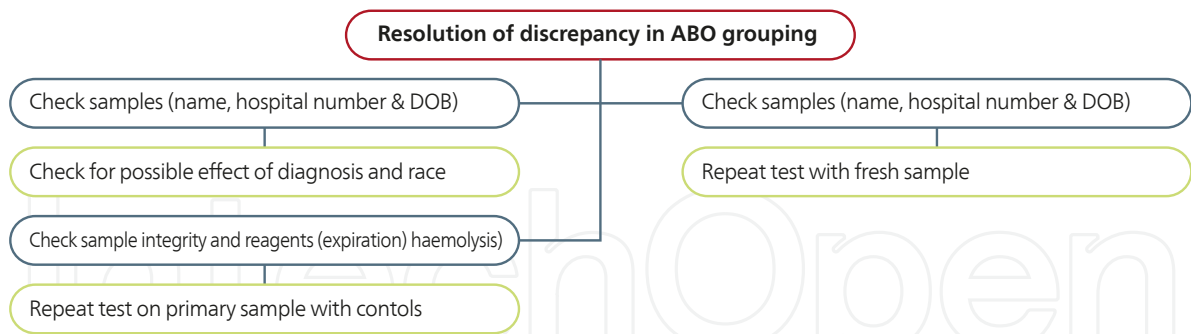 Resolution of discrepancy in ABO grouping
Check samples (name, hospital number & DOB)
Check samples (name, hospital number & DOB)
Check for possible effect of diagnosis and race
Repeat test with fresh sample
Check sample integrity and reagents (expiration) haemolysis)
Repeat test on primary sample with contols
IntechOpen